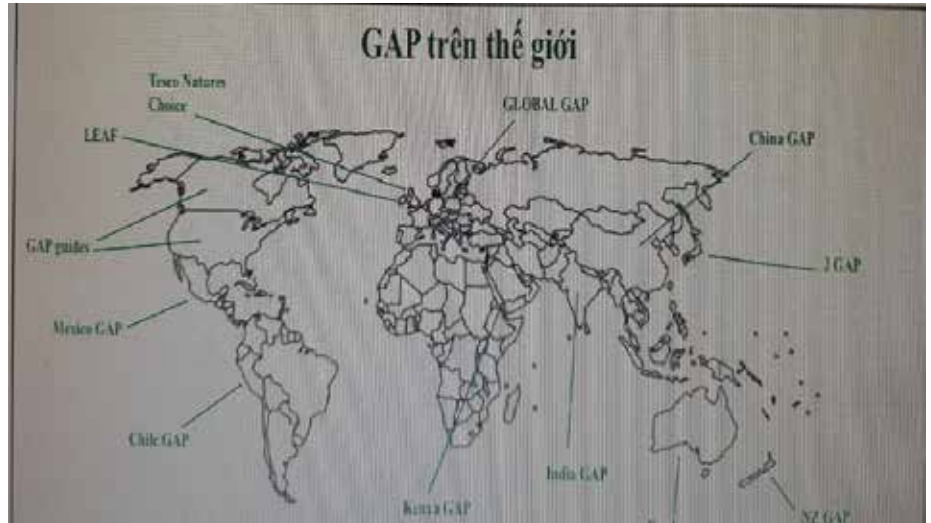 GAP trên thế giới
Tesco Natures
Choice
GLOBAL GAP
LEAF
China GAP
GAP guides
J GAP
Mexico GAP
Chile GAP
India GAP
Kenya GAP
NZ GAP